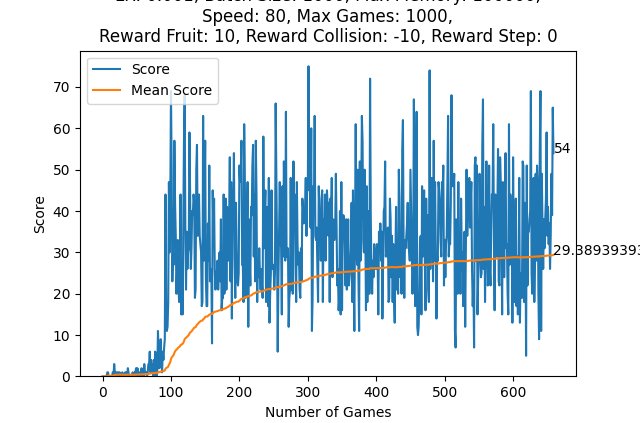 Speed: 80, Max Games: 1000,
Reward Fruit: 10, Reward Collision: -10, Reward Step: 0
Score
Mean Score
70
60
50
40
30
20
10
0
Score
54
29.38939393
0 100 200 300 400 500 600
Number of Games